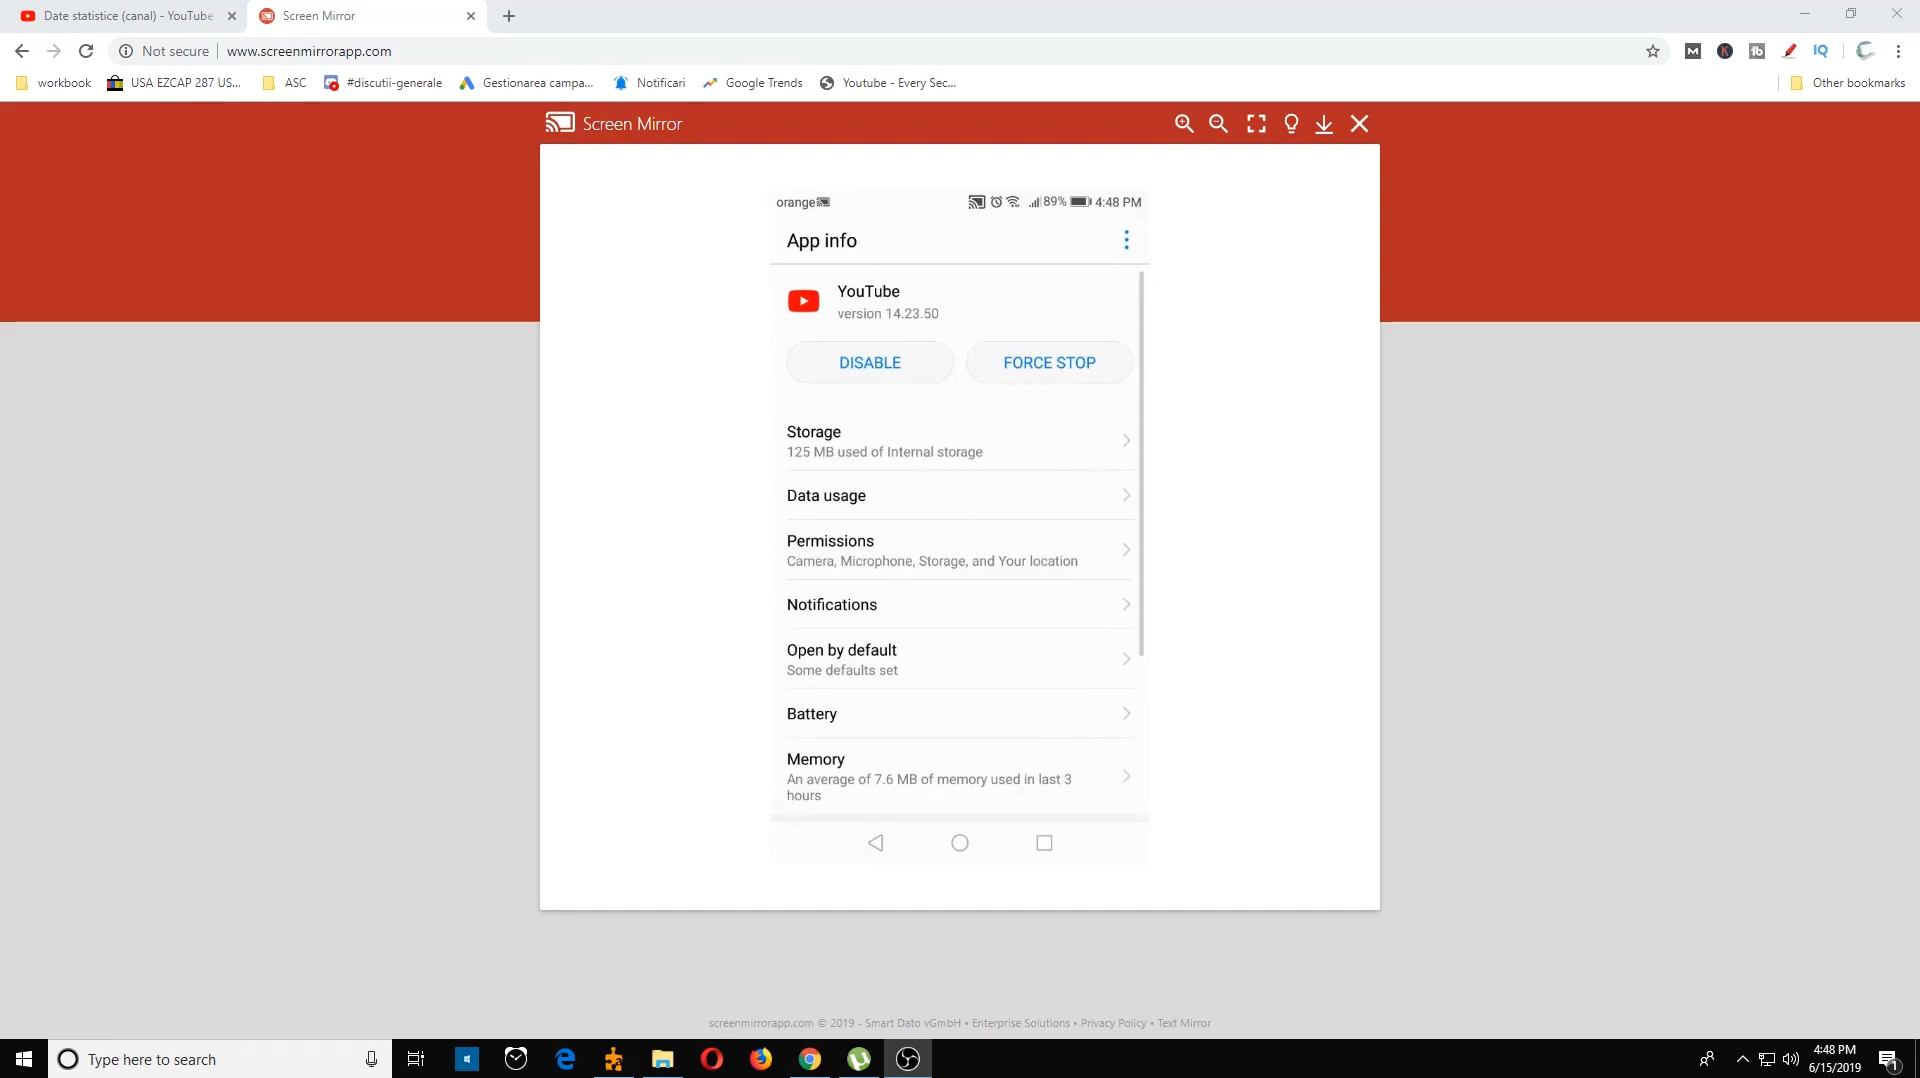 Date statistice (canal) - YouTube
Screen Mirror
Not secure
www.screenmirrorapp.com
IQ
workbook
USA EZCAP 287 US...
ASC
#discutii-generale
Gestionarea campa...
Notificari
Google Trends
Youtube - Every Sec...
Other bookmarks
Screen Mirror
orange
89%
4:48 PM
App info
YouTube
version 14.23.50
DISABLE
FORCE STOP
Storage
125 MB used of Internal storage
Data usage
Permissions
Camera, Microphone, Storage, and Your location
Notifications
Open by default
Some defaults set
Battery
Memory
An average of 7.6 MB of memory used in last 3
hours
screenmirrorapp.com © 2019 - Smart Dato vGmbH • Enterprise Solutions • Privacy Policy • Text Mirror
Type here to search
4:48 PM
6/15/2019
1